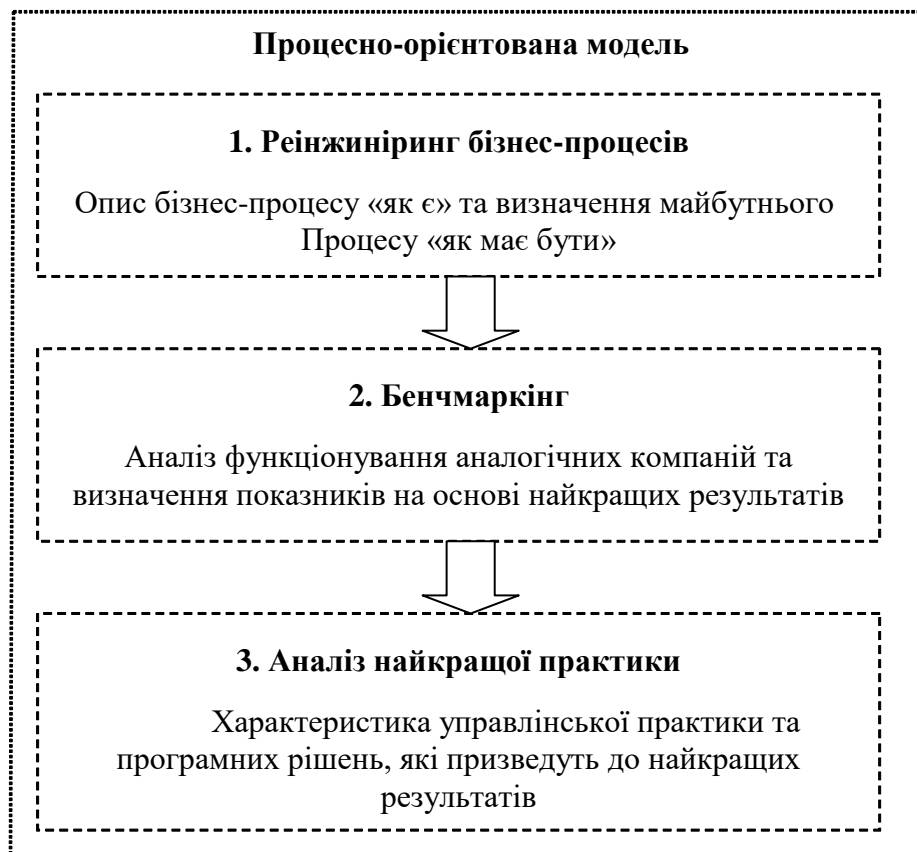 Процесно-орієнтована модель
1. Реінжиніринг бізнес-процесів
Опис бізнес-процесу «як є» та визначення майбутнього
Процесу «як має бути»
2. Бенчмаркінг
Аналіз функціонування аналогічних компаній та
визначення показників на основі найкращих результатів
3. Аналіз найкращої практики
Характеристика управлінської практики та
програмних рішень, які призведуть до найкращих
результатів